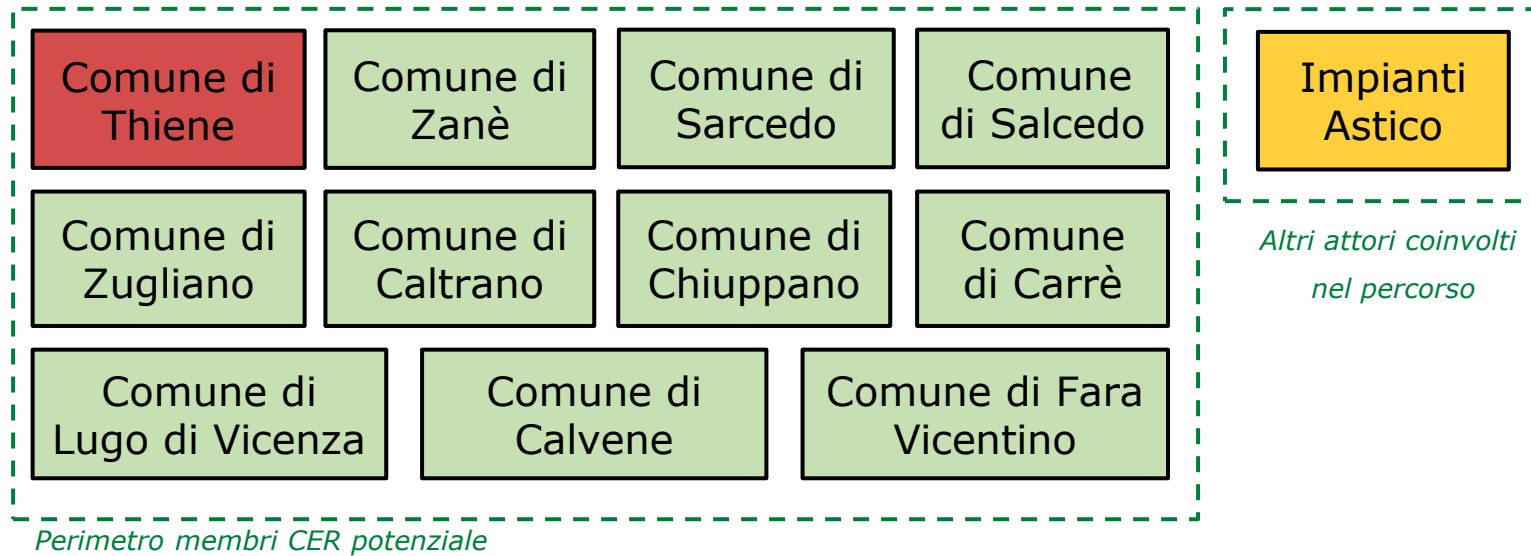 Comune di
Thiene
Comune di
Zanè
Comune di
Sarcedo
Comune
di Salcedo
Impianti
Astico
Comune di
Zugliano
Comune di
Caltrano
Comune di
Chiuppano
Comune
di Carrè
Altri attori coinvolti
nel percorso
Comune di
Lugo di Vicenza
Comune di
Calvene
Comune di Fara
Vicentino
Perimetro membri CER potenziale